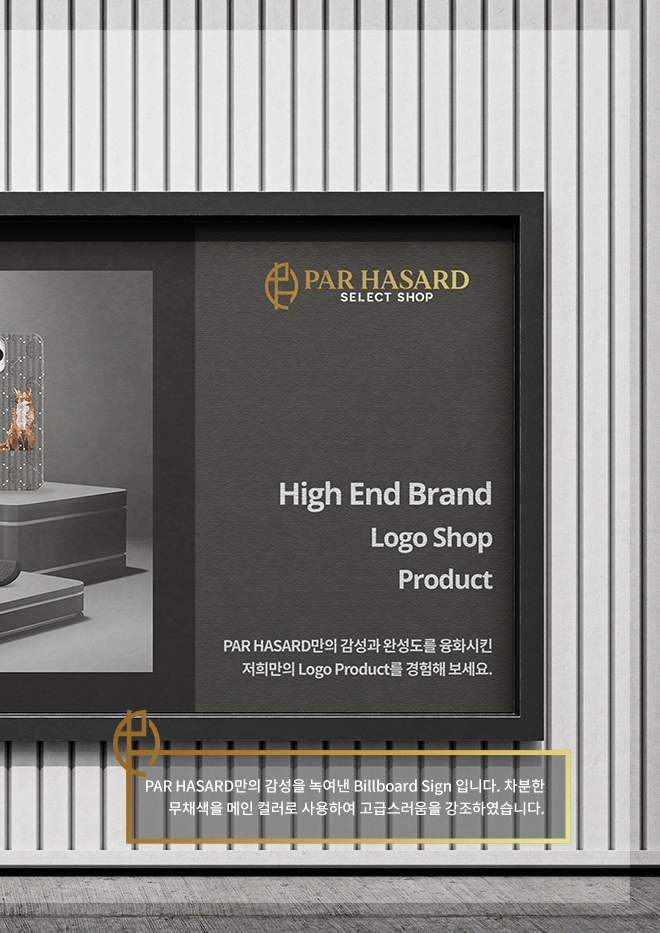 PAR HASARD
SELECT SHOP
High End Brand
Logo Shop
Product
PAR HASARD만의 감성과 완성도를 융화시킨
저희만의 Logo Product를 경험해 보세요.
PAR HASARD만의 감성을 녹여낸 Billboard Sign 입니다. 차분한
무채색을 메인 컬러로 사용하여 고급스러움을 강조하였습니다.